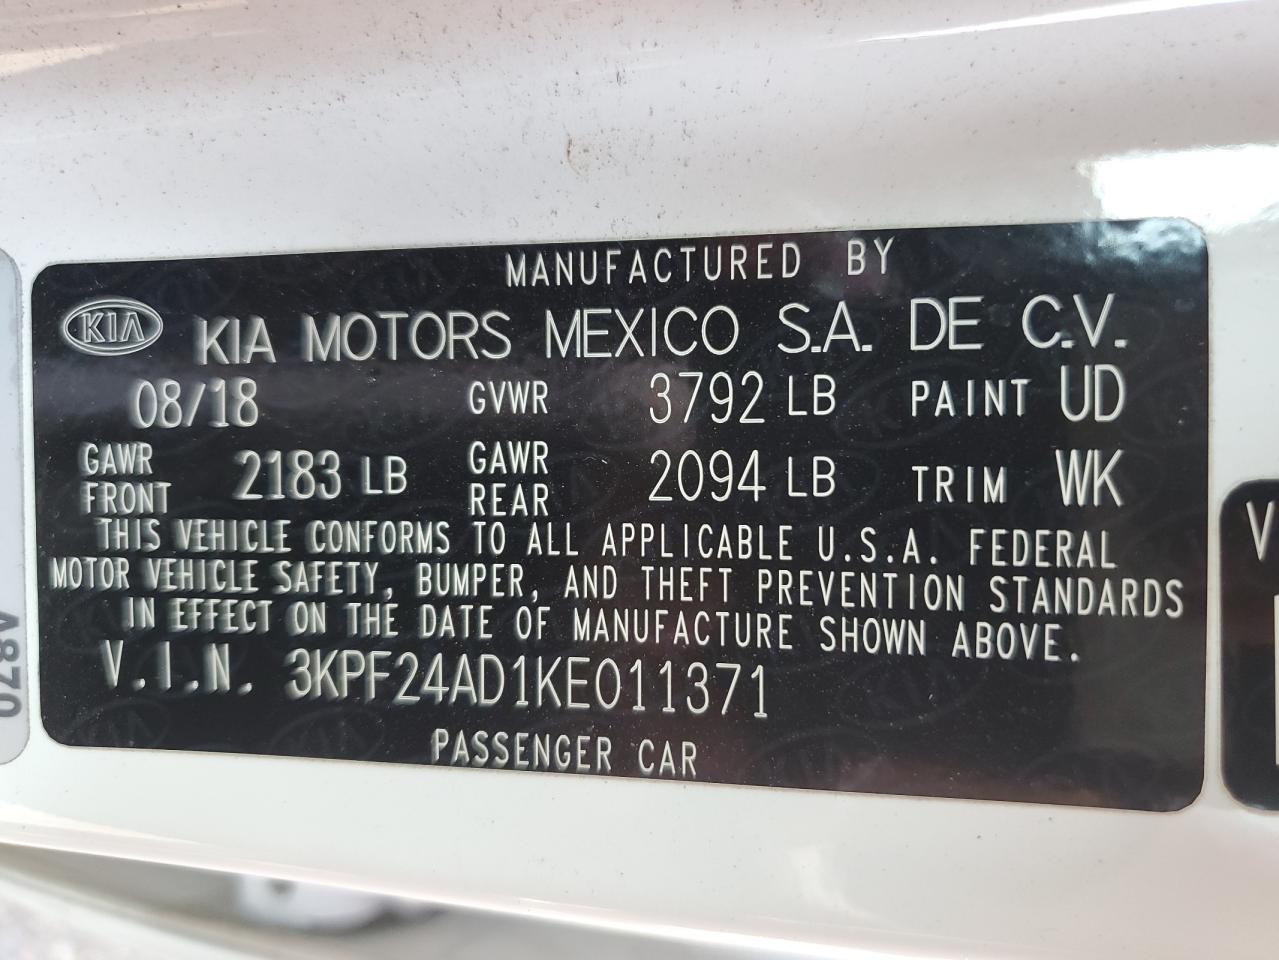 MANUFACTURED BY
KIA KIA MOTORS MEXICO S.A. DE C.V.
08/18 GVWR 3792 LB PAINT UD
GAWR FRONT 2183 LB GAWR REAR 2094 LB TRIM WK
THIS VEHICLE CONFORMS TO ALL APPLICABLE U.S.A. FEDERAL
MOTOR VEHICLE SAFETY, BUMPER, AND THEFT PREVENTION STANDARDS
IN EFFECT ON THE DATE OF MANUFACTURE SHOWN ABOVE.
V.I.N. 3KPF24AD1KE011371
PASSENGER CAR